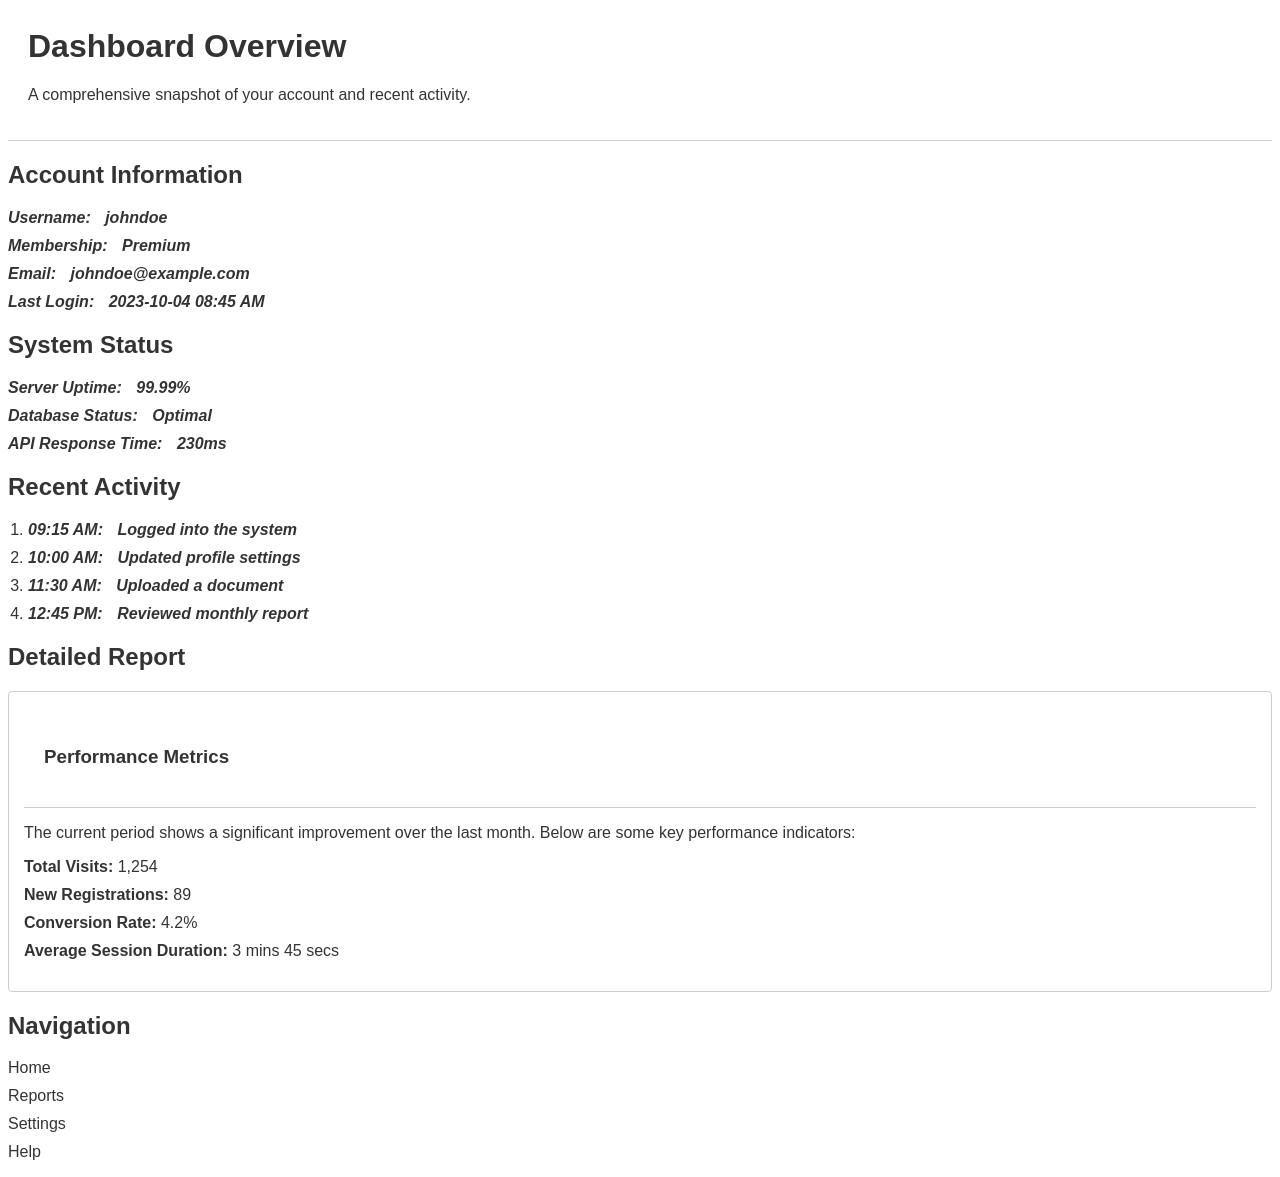 Dashboard Overview
A comprehensive snapshot of your account and recent activity.
Account Information
Username: johndoe
Membership: Premium
Email: johndoe@example.com
Last Login: 2023-10-04 08:45 AM
System Status
Server Uptime: 99.99%
Database Status: Optimal
API Response Time: 230ms
Recent Activity
1. 09:15 AM: Logged into the system
2. 10:00 AM: Updated profile settings
3. 11:30 AM: Uploaded a document
4. 12:45 PM: Reviewed monthly report
Detailed Report
Performance Metrics
The current period shows a significant improvement over the last month. Below are some key performance indicators:
Total Visits: 1,254
New Registrations: 89
Conversion Rate: 4.2%
Average Session Duration: 3 mins 45 secs
Navigation
Home
Reports
Settings
Help